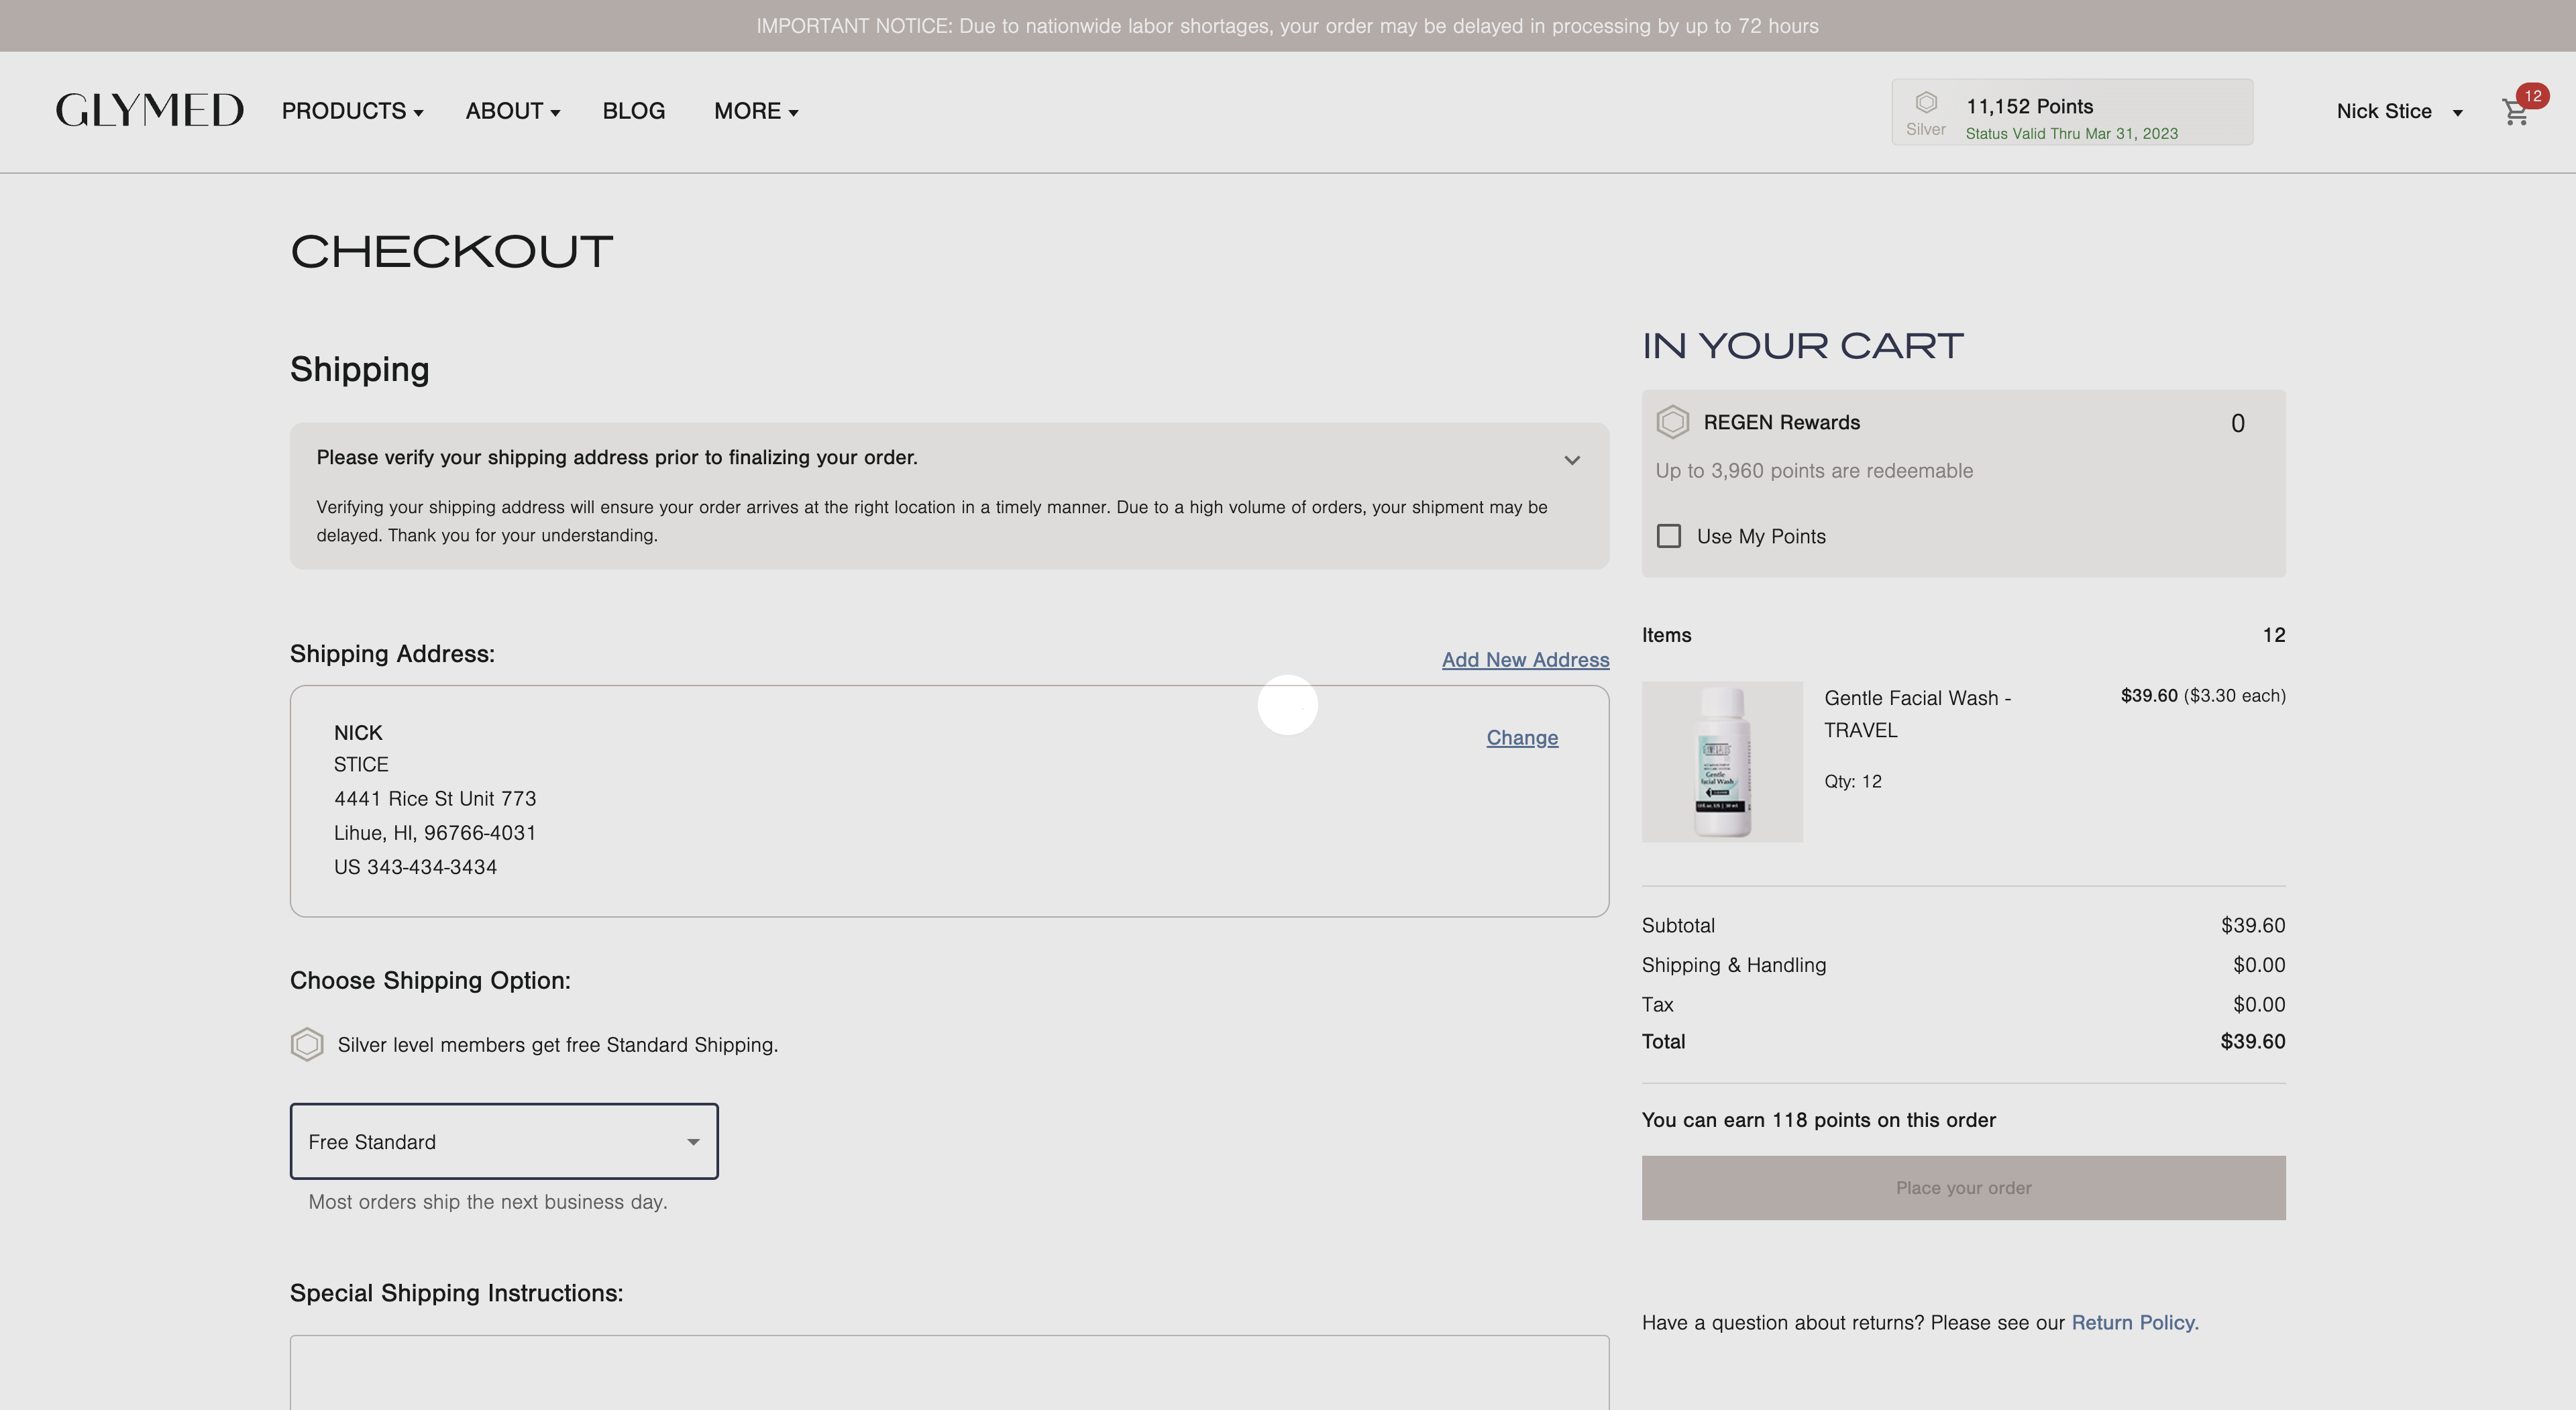 IMPORTANT NOTICE: Due to nationwide labor shortages, your order may be delayed in processing by up to 72 hours
GLYMED
PRODUCTS
ABOUT
BLOG
MORE
Silver
11,152 Points
Status Valid Thru Mar 31, 2023
Nick Stice
12
CHECKOUT
Shipping
Please verify your shipping address prior to finalizing your order.
Verifying your shipping address will ensure your order arrives at the right location in a timely manner. Due to a high volume of orders, your shipment may be
delayed. Thank you for your understanding.
Shipping Address:
Add New Address
NICK
Change
STICE
4441 Rice St Unit 773
Lihue, HI, 96766-4031
US 343-434-3434
Choose Shipping Option:
Silver level members get free Standard Shipping.
Free Standard
Most orders ship the next business day.
Special Shipping Instructions:
IN YOUR CART
REGEN Rewards 0
Up to 3,960 points are redeemable
Use My Points
Items 12
Gentle Facial Wash -
TRAVEL
$39.60 ($3.30 each)
Qty: 12
Gentle
Facial Wash
Subtotal $39.60
Shipping & Handling $0.00
Tax $0.00
Total $39.60
You can earn 118 points on this order
Place your order
Have a question about returns? Please see our Return Policy.